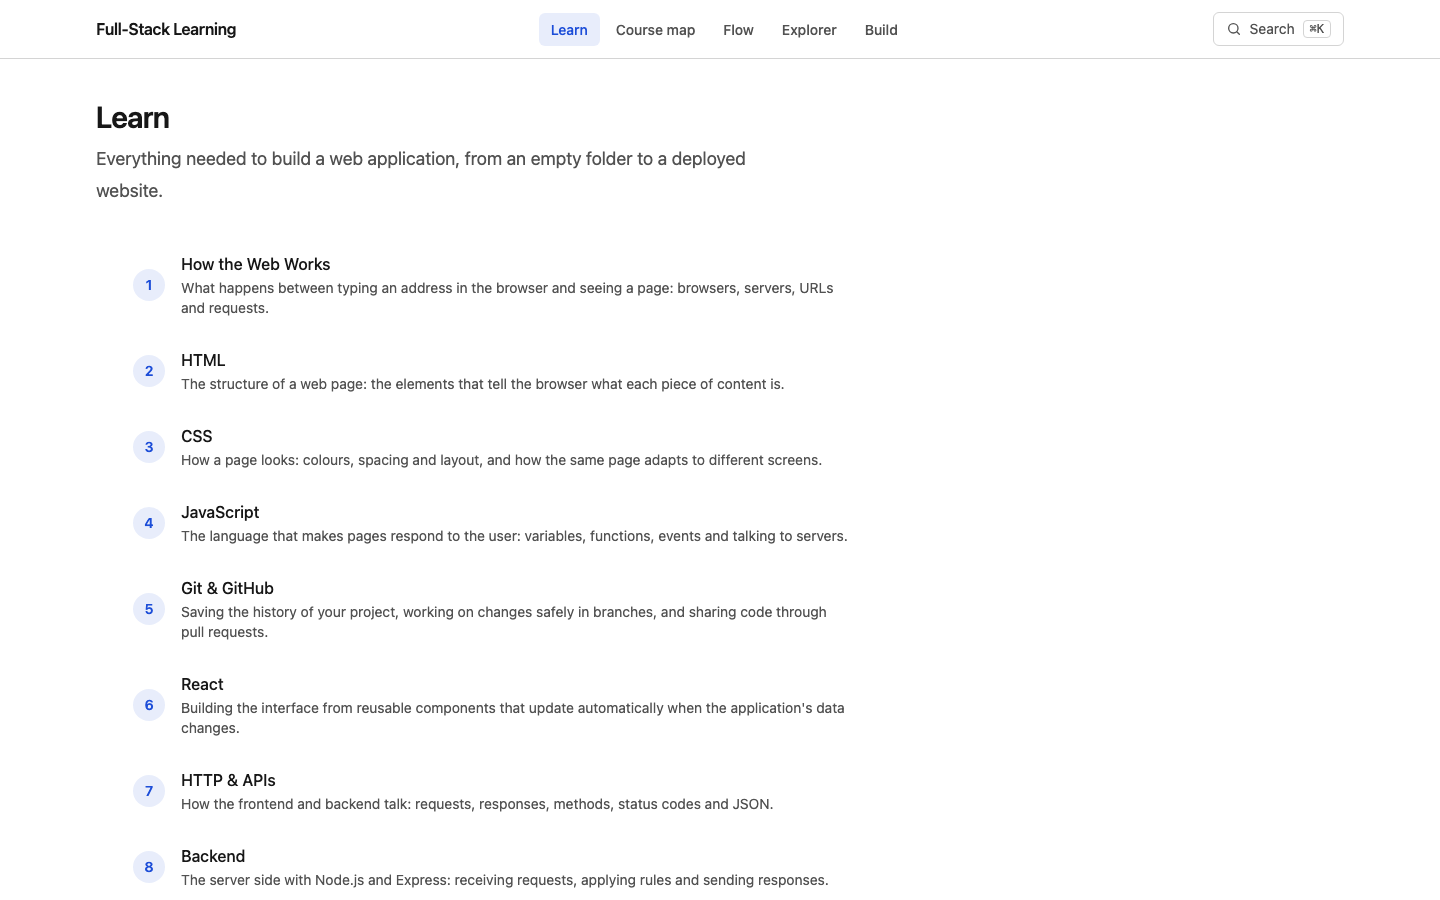 Full-Stack Learning
Learn
Course map
Flow
Explorer
Build
Search ⌘K
Learn
Everything needed to build a web application, from an empty folder to a deployed
website.
1
How the Web Works
What happens between typing an address in the browser and seeing a page: browsers, servers, URLs
and requests.
2
HTML
The structure of a web page: the elements that tell the browser what each piece of content is.
3
CSS
How a page looks: colours, spacing and layout, and how the same page adapts to different screens.
4
JavaScript
The language that makes pages respond to the user: variables, functions, events and talking to servers.
5
Git & GitHub
Saving the history of your project, working on changes safely in branches, and sharing code through
pull requests.
6
React
Building the interface from reusable components that update automatically when the application's data
changes.
7
HTTP & APIs
How the frontend and backend talk: requests, responses, methods, status codes and JSON.
8
Backend
The server side with Node.js and Express: receiving requests, applying rules and sending responses.